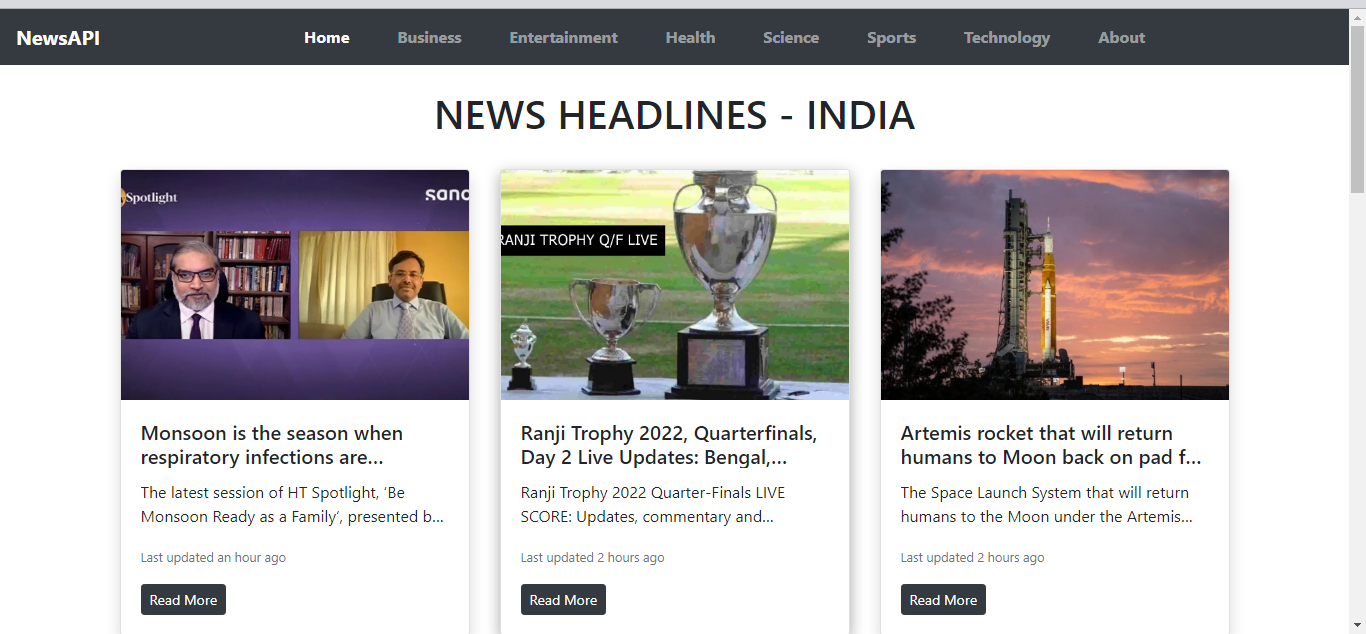 NewsAPI
Home
Business
Entertainment
Health
Science
Sports
Technology
About
NEWS HEADLINES - INDIA
Spotlight
sano
RANJI TROPHY Q/F LIVE
Monsoon is the season when
respiratory infections are...
The latest session of HT Spotlight, ‘Be
Monsoon Ready as a Family’, presented b...
Last updated an hour ago
Read More
Ranji Trophy 2022, Quarterfinals,
Day 2 Live Updates: Bengal,...
Ranji Trophy 2022 Quarter-Finals LIVE
SCORE: Updates, commentary and...
Last updated 2 hours ago
Read More
Artemis rocket that will return
humans to Moon back on pad f...
The Space Launch System that will return
humans to the Moon under the Artemis...
Last updated 2 hours ago
Read More